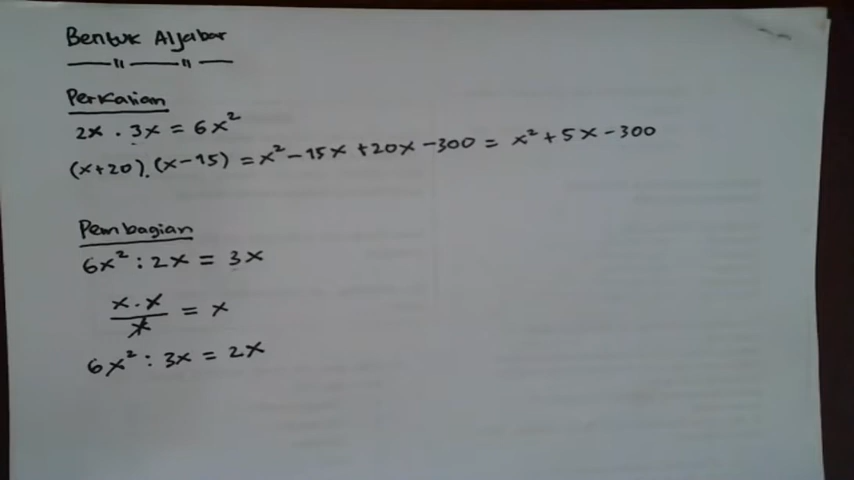 Bentuk Aljabar
Perkalian
2x . 3x = 6x²
(x+20).(x-15) = x² - 15x + 20x - 300 = x² + 5x - 300
Pembagian
6x² : 2x = 3x
x . x / x = x
6x² : 3x = 2x